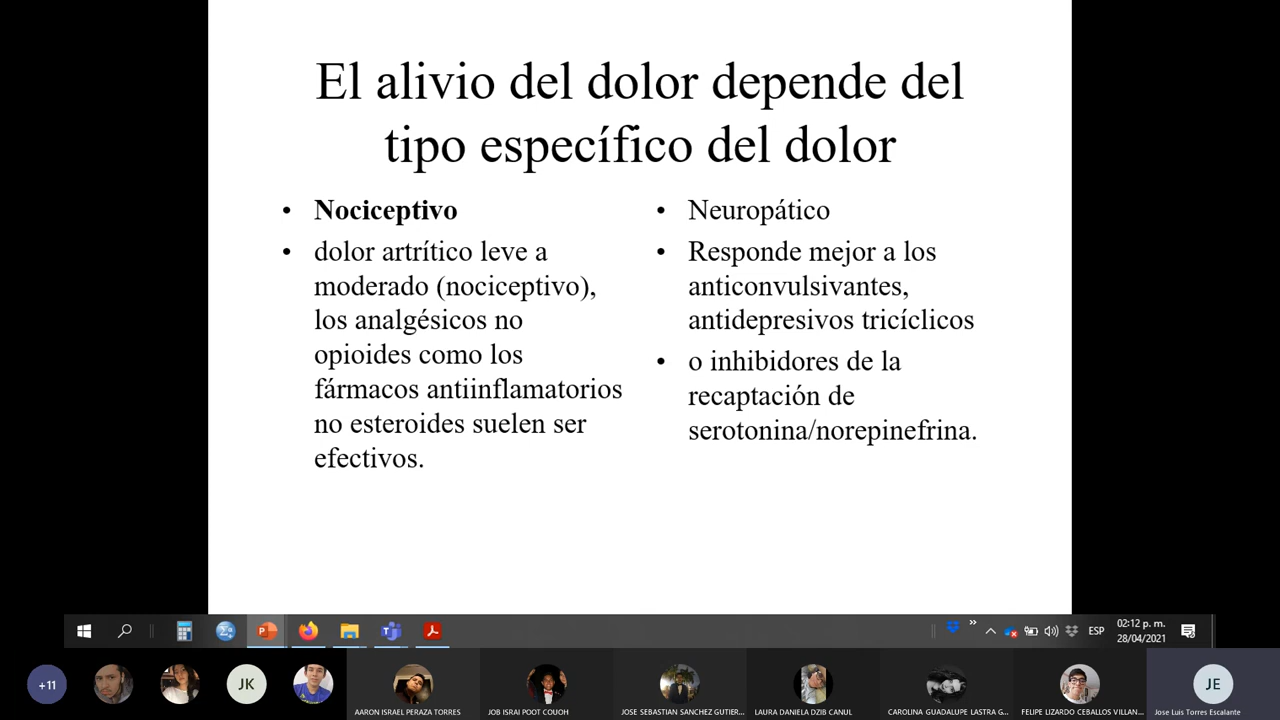 El alivio del dolor depende del
tipo específico del dolor
• Nociceptivo
• dolor artrítico leve a
moderado (nociceptivo),
los analgésicos no
opioides como los
fármacos antiinflamatorios
no esteroides suelen ser
efectivos.
• Neuropático
• Responde mejor a los
anticonvulsivantes,
antidepresivos tricíclicos
• o inhibidores de la
recaptación de
serotonina/norepinefrina.
ESP
02:12 p. m.
28/04/2021
+11
JK
AARON ISRAEL PERAZA TORRES
JOB ISRAI POOT COUOH
JOSE SEBASTIAN SANCHEZ GUTIER...
LAURA DANIELA DZIB CANUL
CAROLINA GUADALUPE LASTRA G...
FELIPE LIZARDO CEBALLOS VILLAN...
JE
Jose Luis Torres Escalante